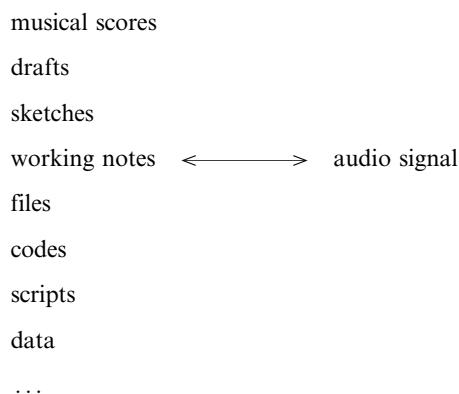 musical scores
drafts
sketches
working notes audio signal
files
codes
scripts
data
...